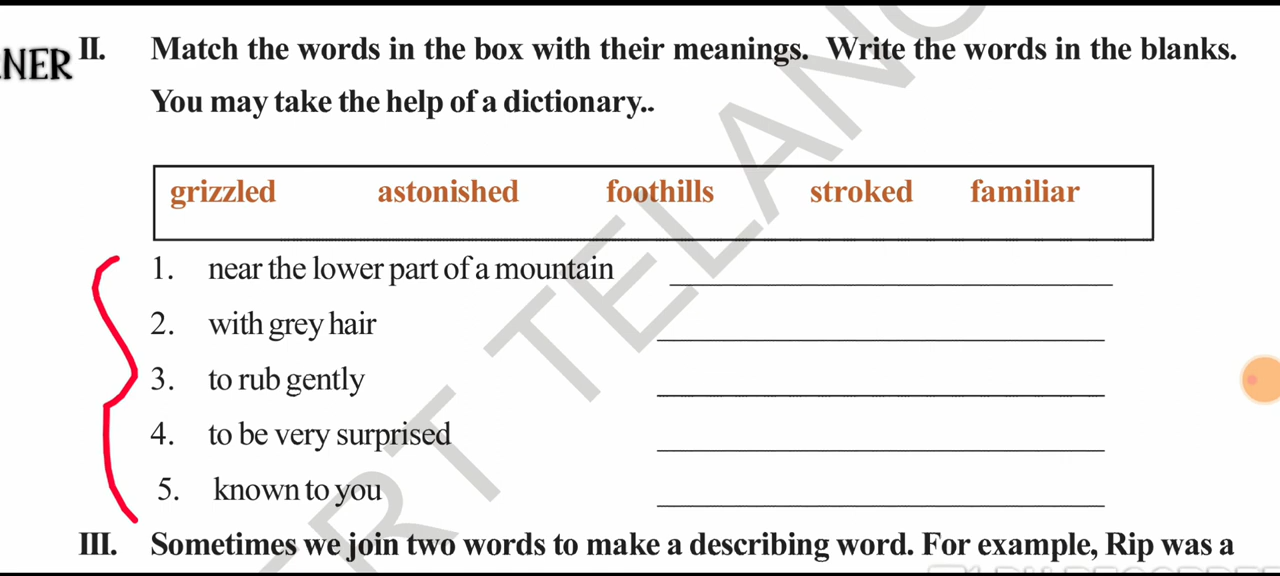 NER
II. Match the words in the box with their meanings. Write the words in the blanks.
You may take the help of a dictionary..
grizzled astonished foothills stroked familiar
1. near the lower part of a mountain
2. with grey hair
3. to rub gently
4. to be very surprised
5. known to you
III. Sometimes we join two words to make a describing word. For example, Rip was a